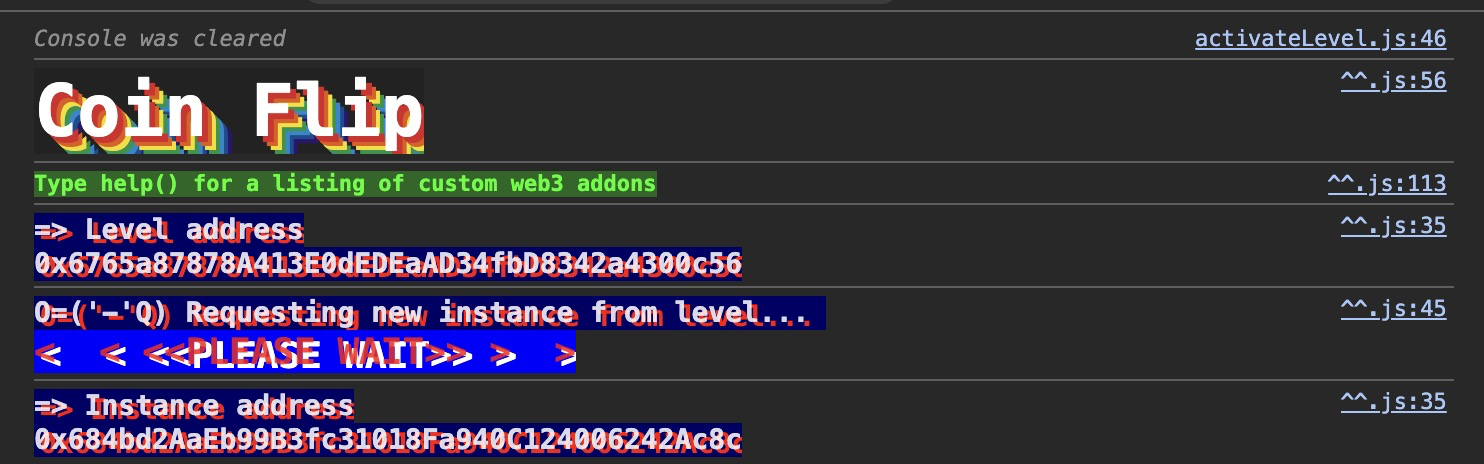 Console was cleared activateLevel.js:46
Coin Flip ^^.js:56
Type help() for a listing of custom web3 addons ^^.js:113
=> Level address ^^.js:35
0x6765a87878A413E0dEDEaAD34fbD8342a4300c56
0=('-'Q) Requesting new instance from level... ^^.js:45
< < <<PLEASE WAIT>> > >
=> Instance address ^^.js:35
0x684bd2AaEb99B3fc31018Fa940C124006242Ac8c